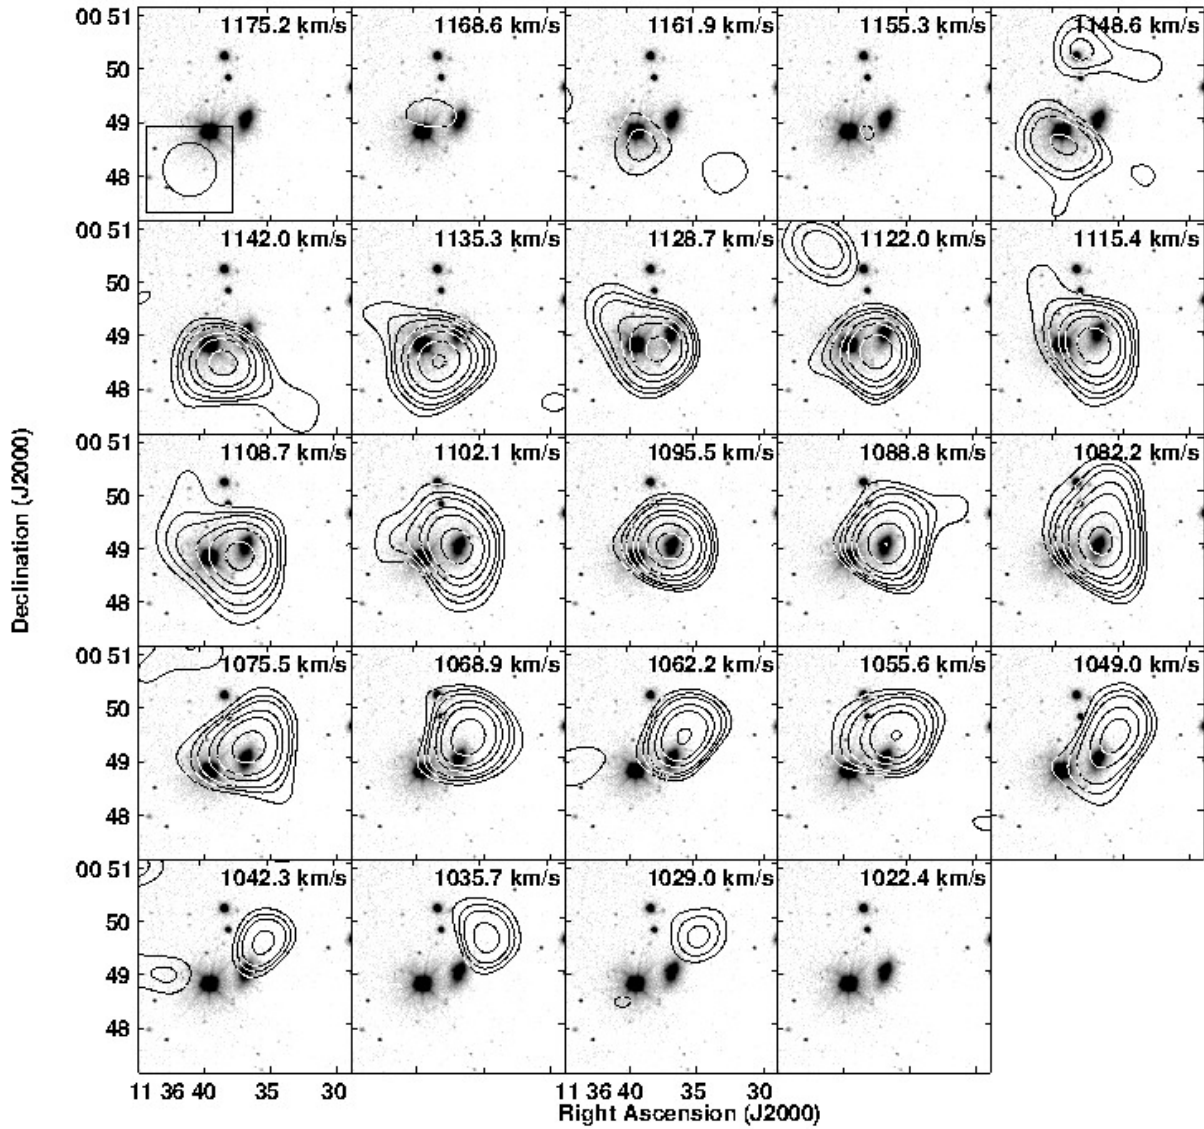 00 51 1175.2 km/s 1168.6 km/s 1161.9 km/s 1155.3 km/s 1148.6 km/s
50
49
48
00 51 1142.0 km/s 1135.3 km/s 1128.7 km/s 1122.0 km/s 1115.4 km/s
50
49
48
Declination (J2000)
00 51 1108.7 km/s 1102.1 km/s 1095.5 km/s 1088.8 km/s 1082.2 km/s
50
49
48
00 51 1075.5 km/s 1068.9 km/s 1062.2 km/s 1055.6 km/s 1049.0 km/s
50
49
48
00 51 1042.3 km/s 1035.7 km/s 1029.0 km/s 1022.4 km/s
50
49
48
11 36 40 35 30 11 36 40 35 30
Right Ascension (J2000)